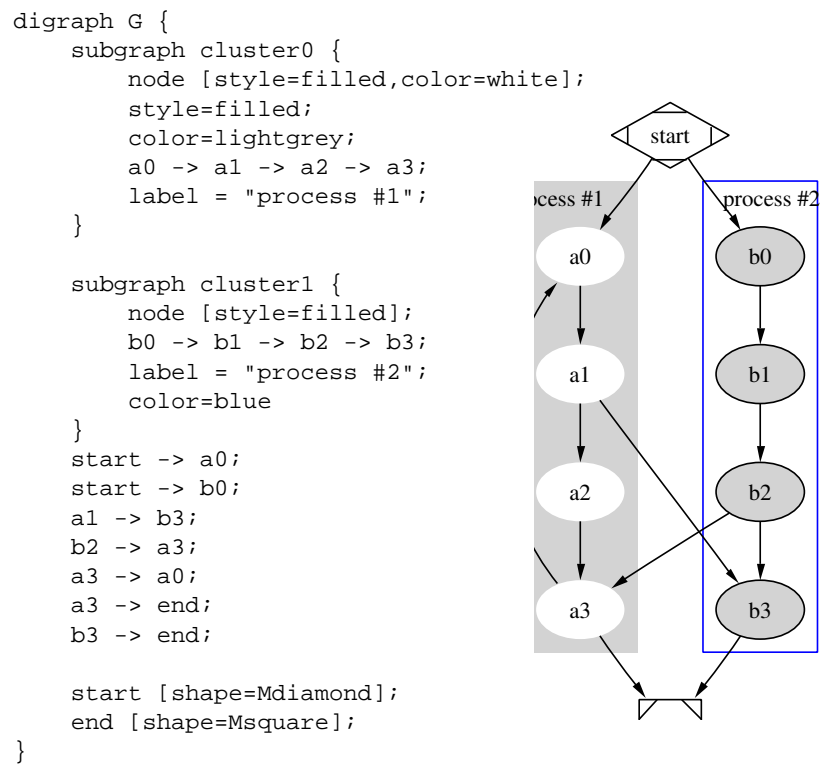 digraph G {
subgraph cluster0 {
node [style=filled,color=white];
style=filled;
color=lightgrey;
a0 -> a1 -> a2 -> a3;
label = "process #1";
}
subgraph cluster1 {
node [style=filled];
b0 -> b1 -> b2 -> b3;
label = "process #2";
color=blue
}
start -> a0;
start -> b0;
a1 -> b3;
b2 -> a3;
a3 -> a0;
a3 -> end;
b3 -> end;
start [shape=Mdiamond];
end [shape=Msquare];
}
start
ocess #1
process #2
a0
b0
a1
b1
a2
b2
a3
b3